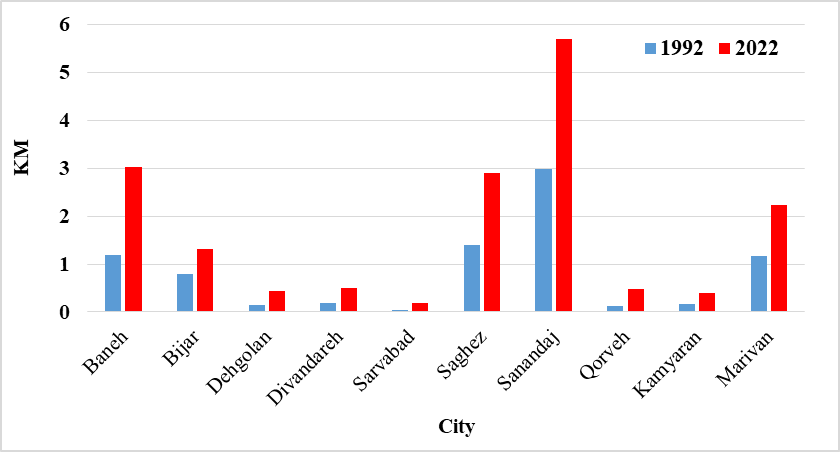 6
5
4
3
2
1
0
KM
1992
2022
Baneh
Bijar
Dehgolan
Divandareh
Sarvabad
Saghez
Sanandaj
Qorveh
Kamyaran
Marivan
City